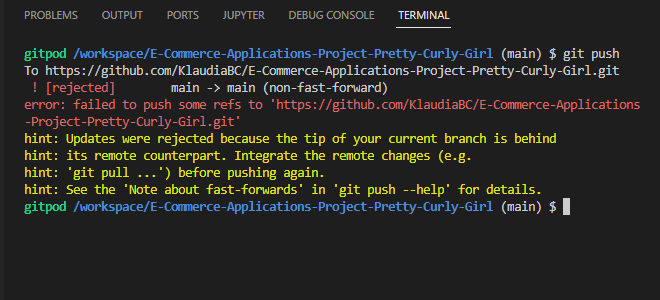 PROBLEMS OUTPUT PORTS JUPYTER DEBUG CONSOLE TERMINAL
gitpod /workspace/E-Commerce-Applications-Project-Pretty-Curly-Girl (main) $ git push
To https://github.com/KlaudiaBC/E-Commerce-Applications-Project-Pretty-Curly-Girl.git
! [rejected] main -> main (non-fast-forward)
error: failed to push some refs to 'https://github.com/KlaudiaBC/E-Commerce-Applications
-Project-Pretty-Curly-Girl.git'
hint: Updates were rejected because the tip of your current branch is behind
hint: its remote counterpart. Integrate the remote changes (e.g.
hint: 'git pull ...') before pushing again.
hint: See the 'Note about fast-forwards' in 'git push --help' for details.
gitpod /workspace/E-Commerce-Applications-Project-Pretty-Curly-Girl (main) $